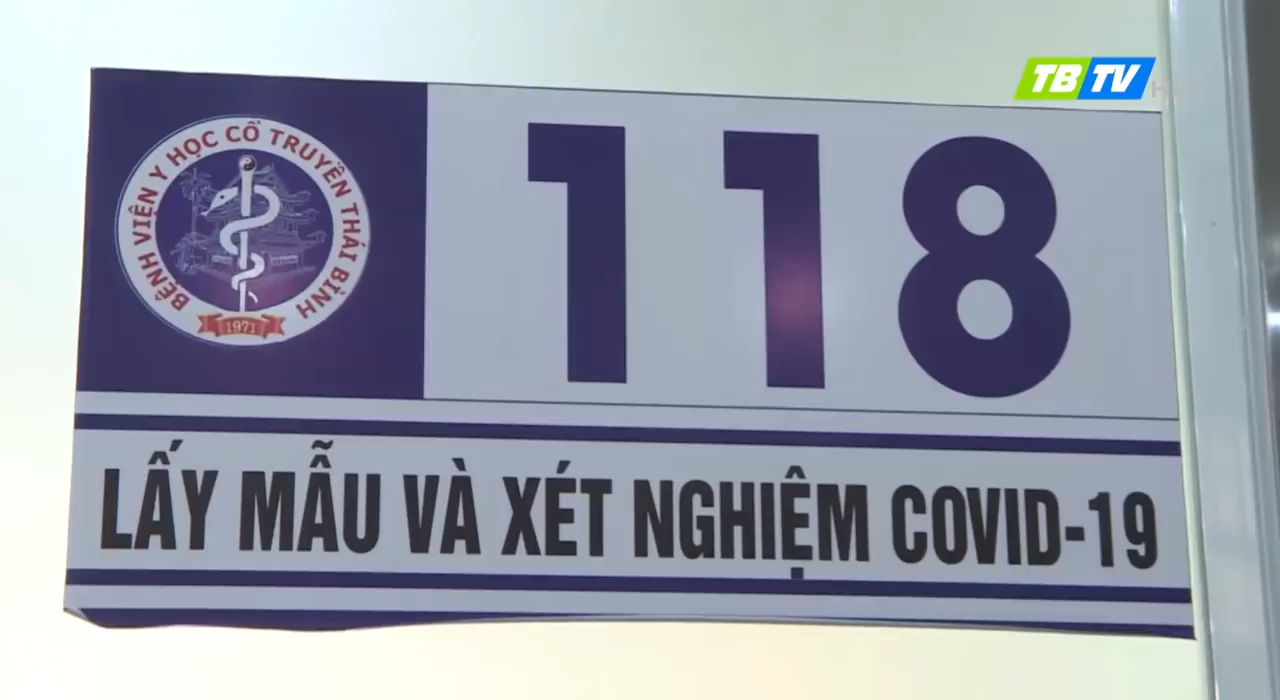 TBTV
118
BỆNH VIỆN Y HỌC CỔ TRUYỀN THÁI BÌNH
1971
LẤY MẪU VÀ XÉT NGHIỆM COVID-19